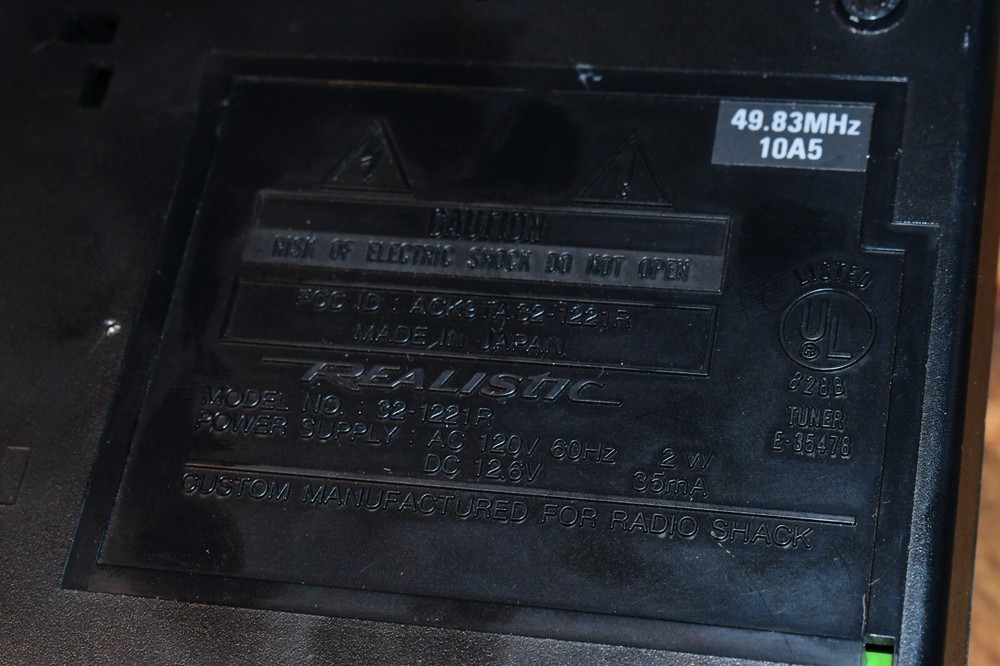 49.83MHz
10A5
CAUTION
RISK OF ELECTRIC SHOCK DO NOT OPEN
FCC ID : ACK9TA 32-1221R
MADE IN JAPAN
REALISTIC
MODEL NO. : 32-1221R
POWER SUPPLY : AC 120V 60Hz 2W
DC 12.6V 35mA
CUSTOM MANUFACTURED FOR RADIO SHACK
LISTED
UL
®
828B
TUNER
E-35478